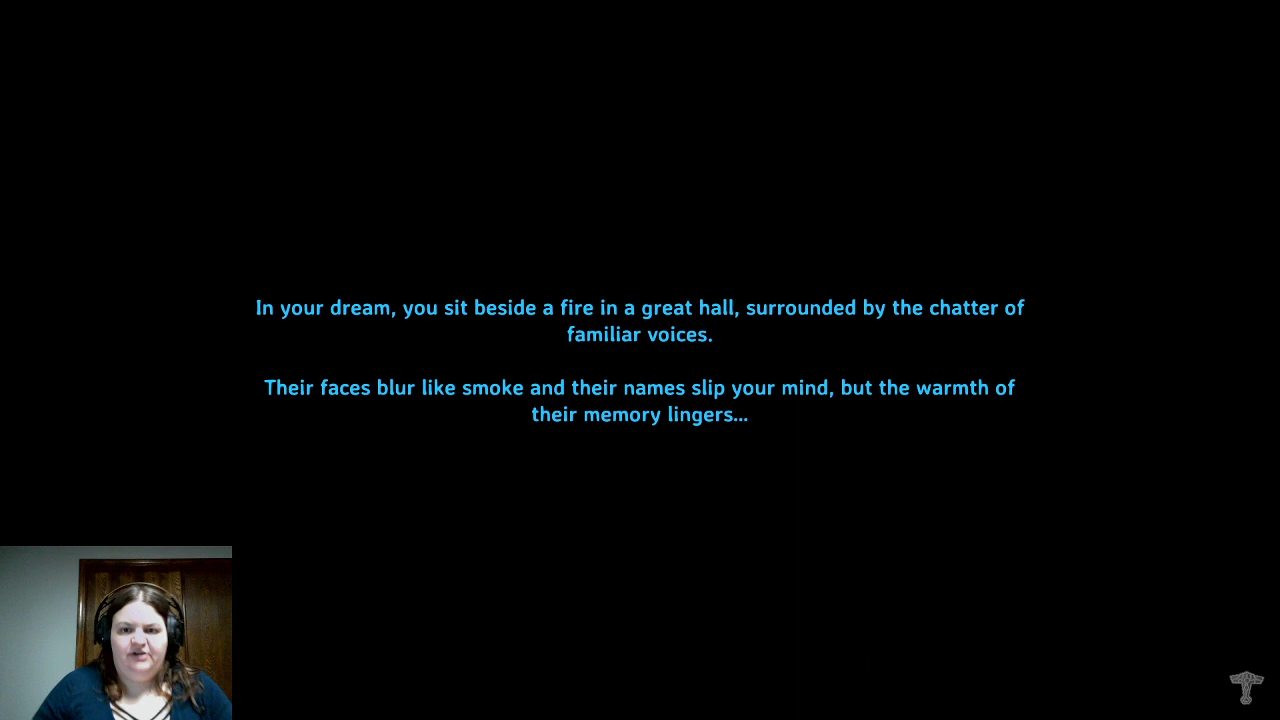 In your dream, you sit beside a fire in a great hall, surrounded by the chatter of
familiar voices.
Their faces blur like smoke and their names slip your mind, but the warmth of
their memory lingers...